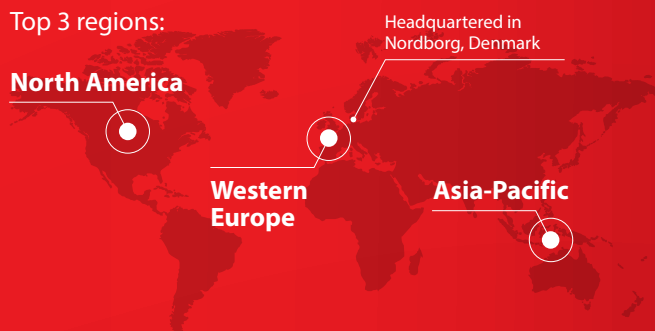 Top 3 regions:
Headquartered in
Nordborg, Denmark
North America
Western
Europe
Asia-Pacific